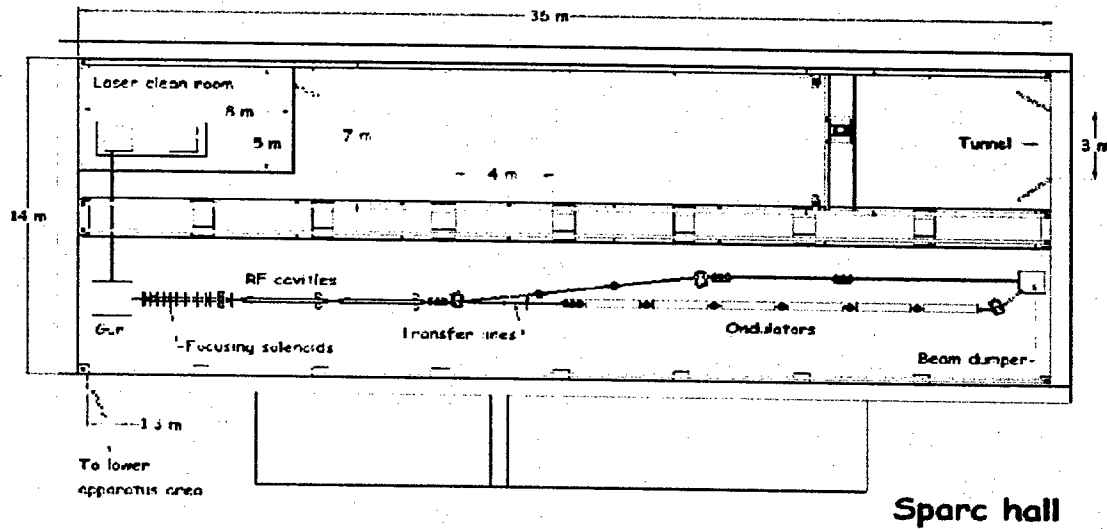 35 m
Laser clean room
8 m
5 m
7 m
Tunnel
3 m
4 m
14 m
RF cavities
Gun
Focusing solenoids
Transfer lines
Ondulators
Beam dumper
1.3 m
To lower
apparatus area
Sparc hall